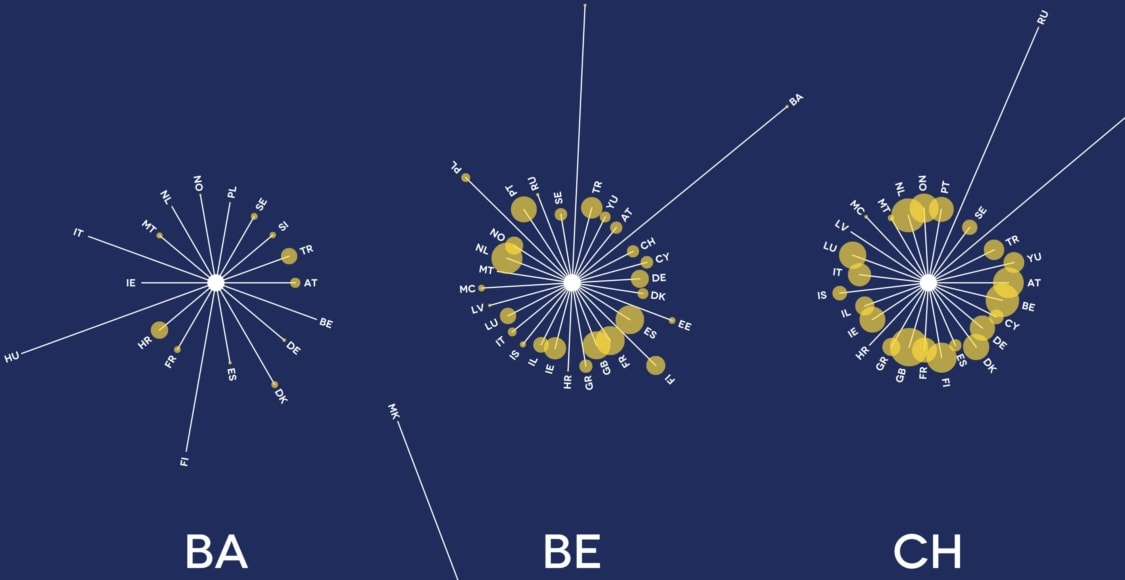 BA
NO
NL
PL
SE
SI
TR
AT
BE
DE
DK
ES
FI
FR
HR
HU
IE
IT
MT
BE
BA
TR
YU
AT
CH
CY
DE
DK
EE
ES
FI
FR
GB
GR
HR
IE
IL
IS
IT
LU
LV
MC
MT
NL
NO
PL
PT
RU
SE
MK
CH
RU
SE
TR
YU
AT
BE
CY
DE
DK
ES
FI
FR
GB
GR
HR
IE
IL
IS
IT
LU
LV
MC
MT
NL
NO
PT